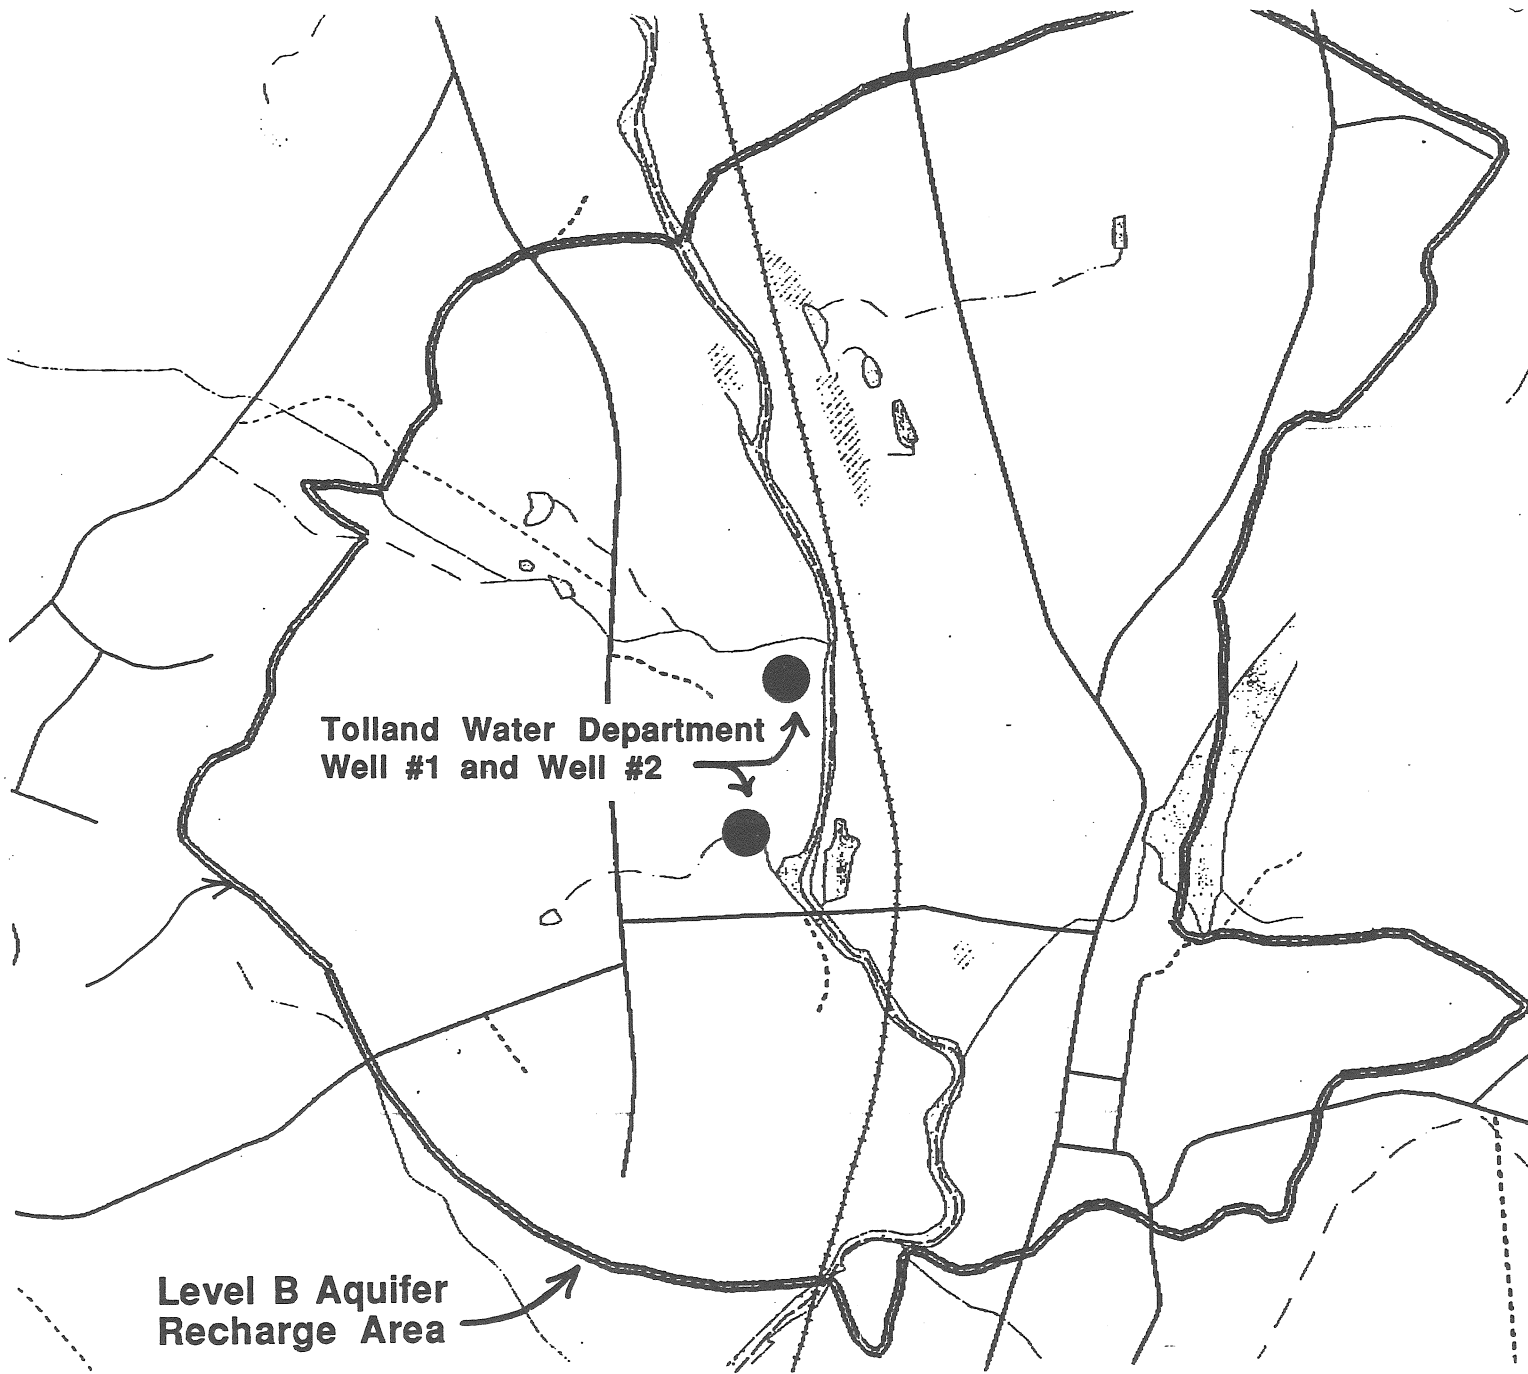 Tolland Water Department
Well #1 and Well #2
Level B Aquifer
Recharge Area